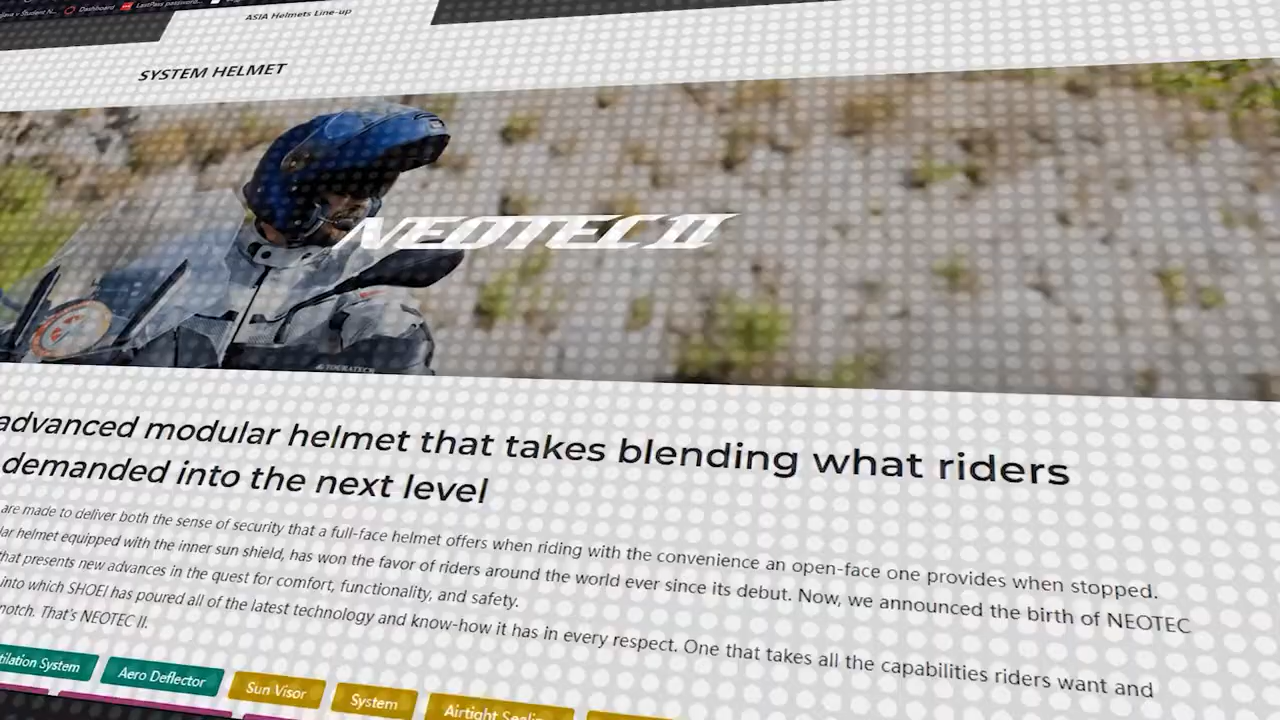 Dashboard
LastPass password...
ASIA Helmets Line-up
SYSTEM HELMET
NEOTEC II
TOURATECH
advanced modular helmet that takes blending what riders
demanded into the next level
are made to deliver both the sense of security that a full-face helmet offers when riding with the convenience an open-face one provides when stopped.
lar helmet equipped with the inner sun shield, has won the favor of riders around the world ever since its debut. Now, we announced the birth of NEOTEC
that presents new advances in the quest for comfort, functionality, and safety.
into which SHOEI has poured all of the latest technology and know-how it has in every respect. One that takes all the capabilities riders want and
notch. That's NEOTEC II.
tilation System
Aero Deflector
Sun Visor
System
Airtight